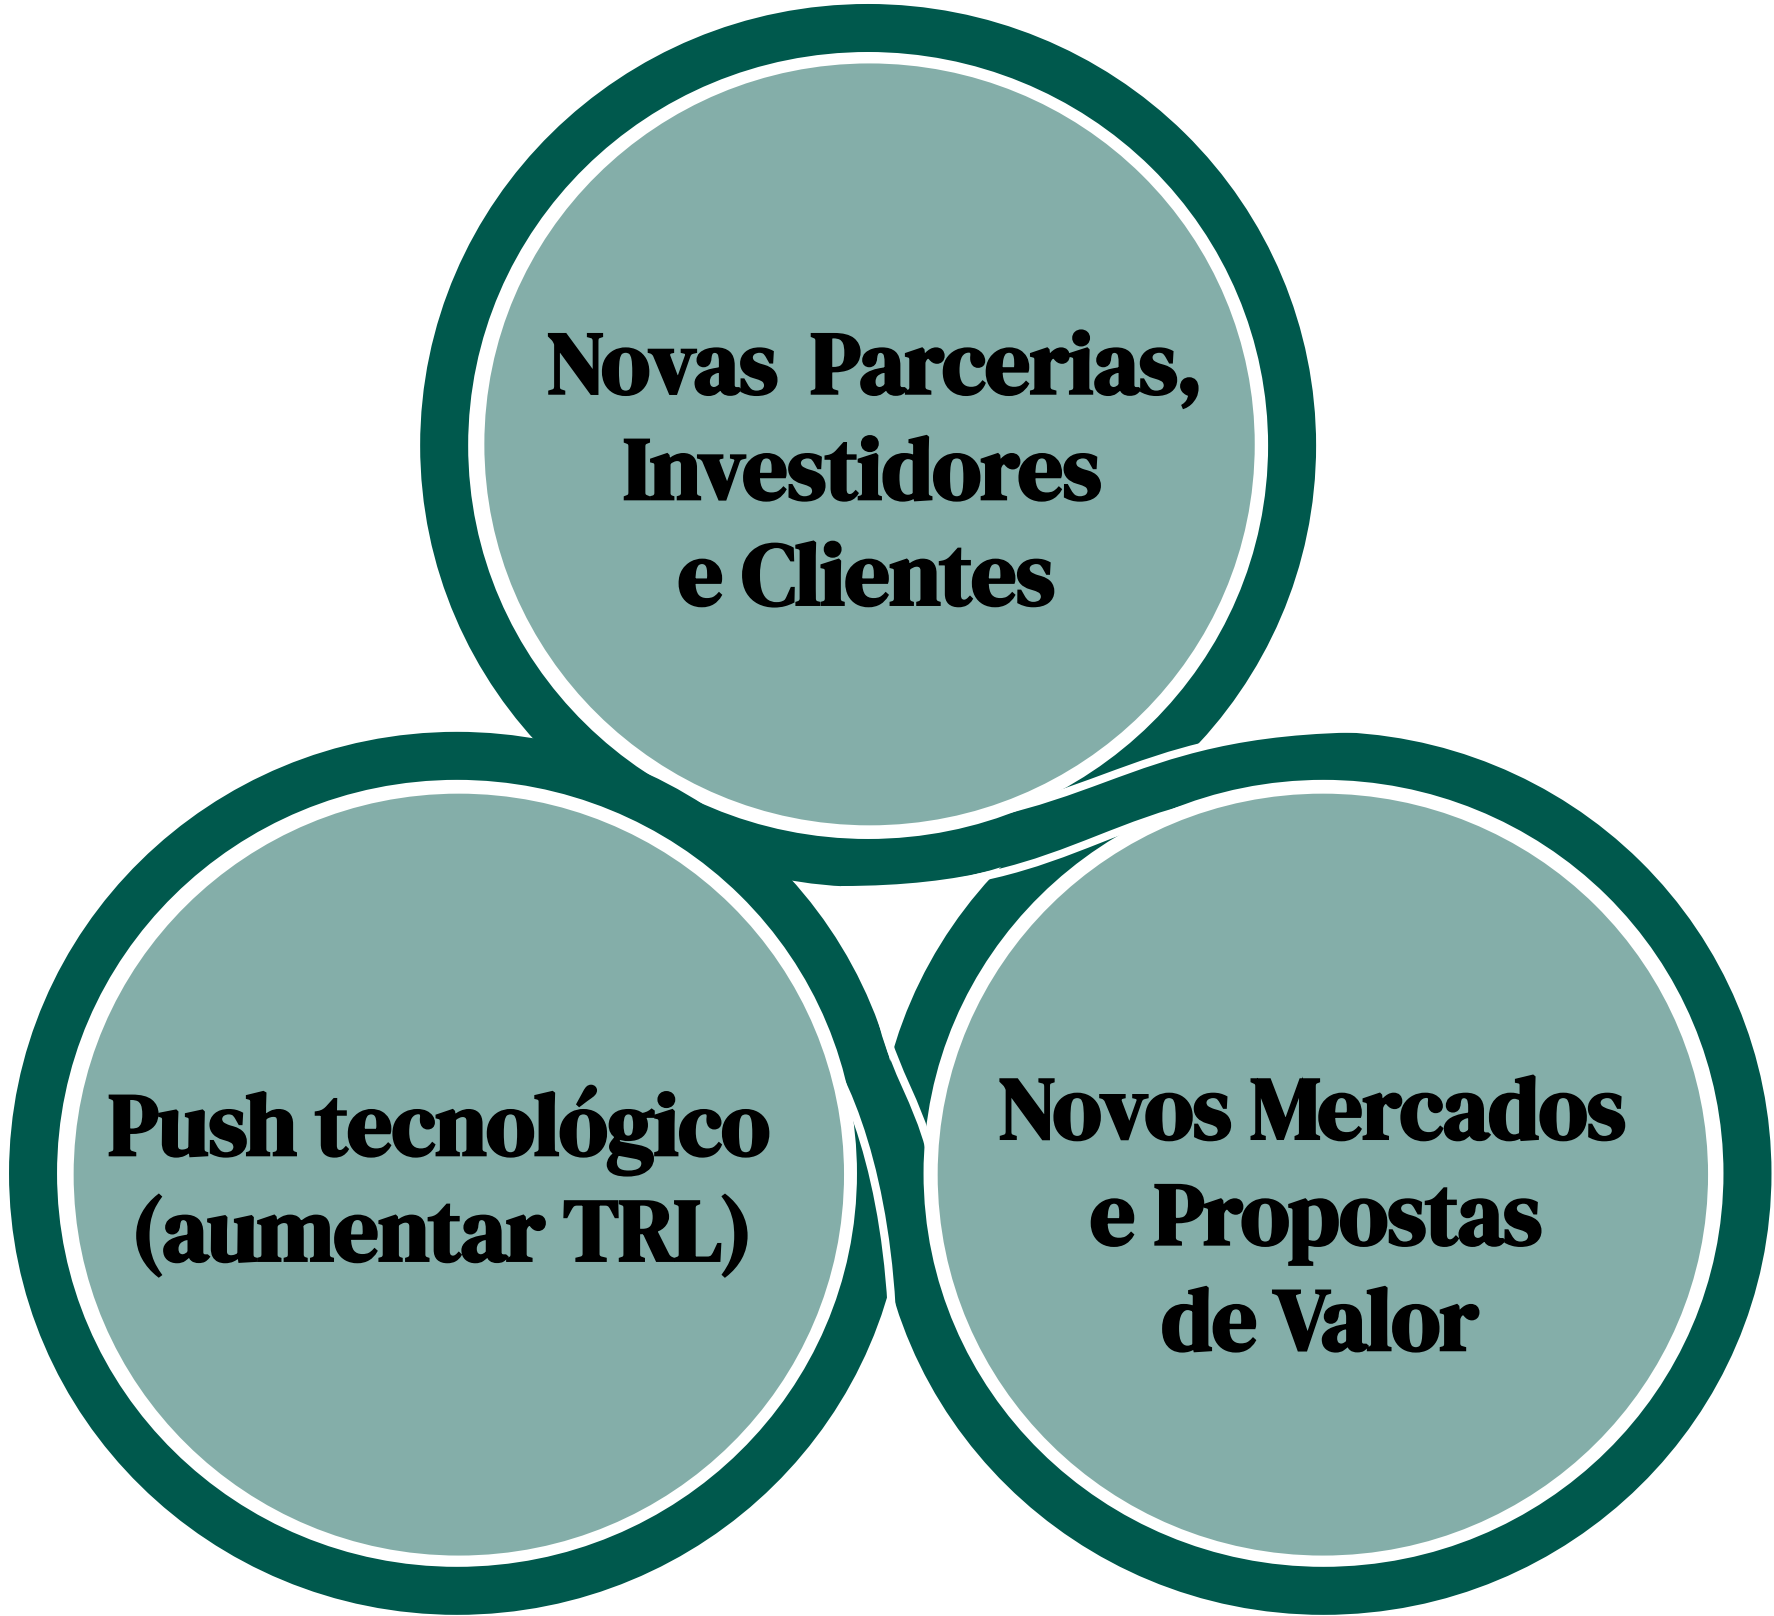 Novas Parcerias,
Investidores
e Clientes
Push tecnológico
(aumentar TRL)
Novos Mercados
e Propostas
de Valor